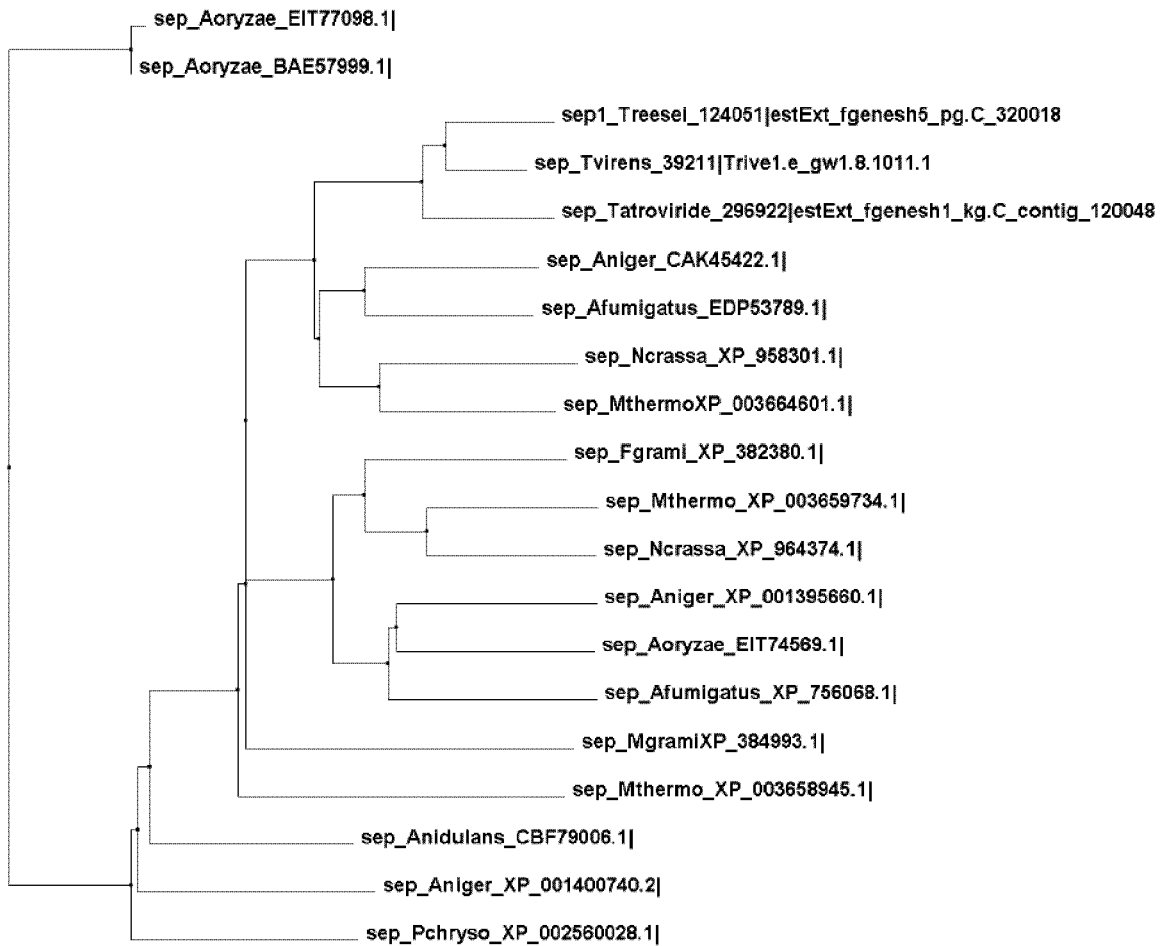 sep_Aoryzae_EIT77098.1|
sep_Aoryzae_BAE57999.1|
sep1_Treesei_124051|estExt_fgenesh5_pg.C_320018
sep_Tvirens_39211|Trive1.e_gw1.8.1011.1
sep_Tatroviride_296922|estExt_fgenesh1_kg.C_contig_120048
sep_Aniger_CAK45422.1|
sep_Afumigatus_EDP53789.1|
sep_Ncrassa_XP_958301.1|
sep_MthermoXP_003664601.1|
sep_Fgrami_XP_382380.1|
sep_Mthermo_XP_003659734.1|
sep_Ncrassa_XP_964374.1|
sep_Aniger_XP_001395660.1|
sep_Aoryzae_EIT74569.1|
sep_Afumigatus_XP_756068.1|
sep_MgramiXP_384993.1|
sep_Mthermo_XP_003658945.1|
sep_Anidulans_CBF79006.1|
sep_Aniger_XP_001400740.2|
sep_Pchryso_XP_002560028.1|